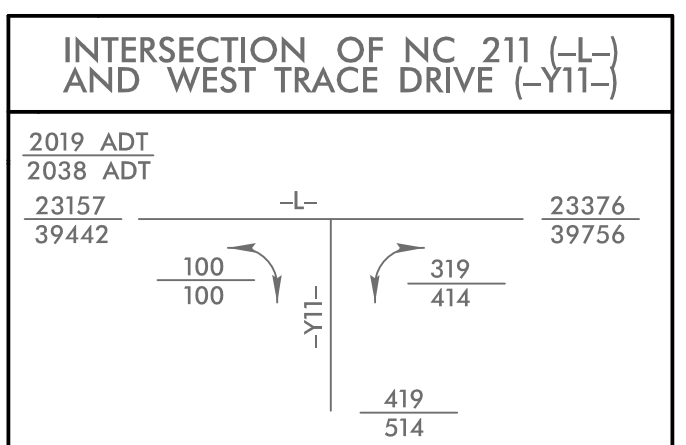 INTERSECTION OF NC 211 (–L–)
AND WEST TRACE DRIVE (–Y11–)
2019 ADT
2038 ADT
23157
39442
–L–
23376
39756
100
100
–Y11–
319
414
419
514